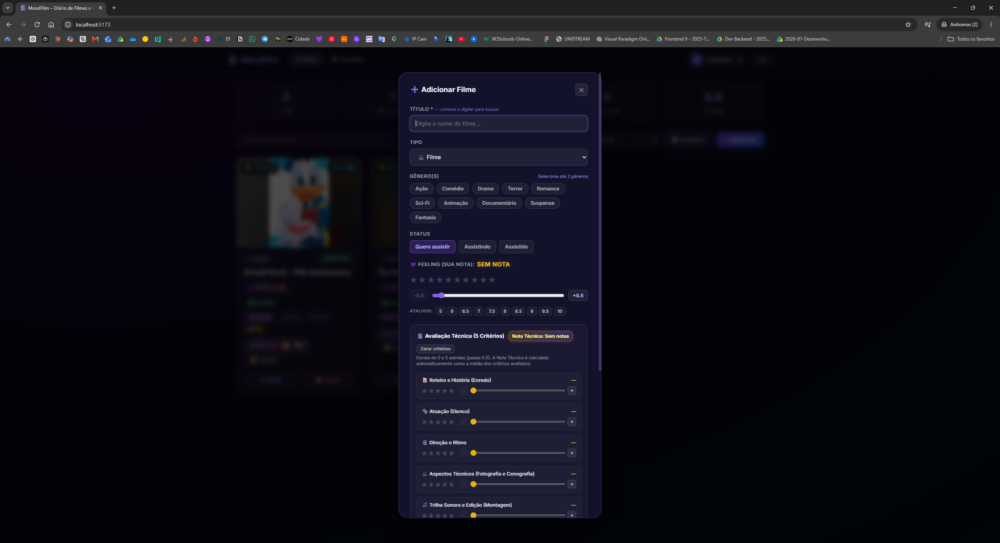 MoodFilm – Diário de Filmes e
localhost:5173
Anônimas (2)
EF
Cidade
IP Cam
W3Schools Online...
UNISTREAM
Visual Paradigm Onl...
Frontend II - 2025-T...
Dev Backend - 2025...
2026-01-Desenvolvi...
Todos os favoritos
Adicionar Filme
TÍTULO * — comece a digitar para buscar
Digite o nome do filme...
TIPO
Filme
GÊNERO(S) Selecione até 3 gêneros
Ação Comédia Drama Terror Romance
Sci-Fi Animação Documentário Suspense
Fantasia
STATUS
Quero assistir Assistindo Assistido
FEELING (SUA NOTA): SEM NOTA
-0.5 +0.5
ATALHOS: 5 6 6.5 7 7.5 8 8.5 9 9.5 10
Avaliação Técnica (5 Critérios) Nota Técnica: Sem notas
Zerar critérios
Escala de 0 a 5 estrelas (passo 0.5). A Nota Técnica é calculada
automaticamente como a média dos critérios avaliados.
Roteiro e História (Enredo) —
- +
Atuação (Elenco) —
- +
Direção e Ritmo —
- +
Aspectos Técnicos (Fotografia e Cenografia) —
- +
Trilha Sonora e Edição (Montagem) —
- +